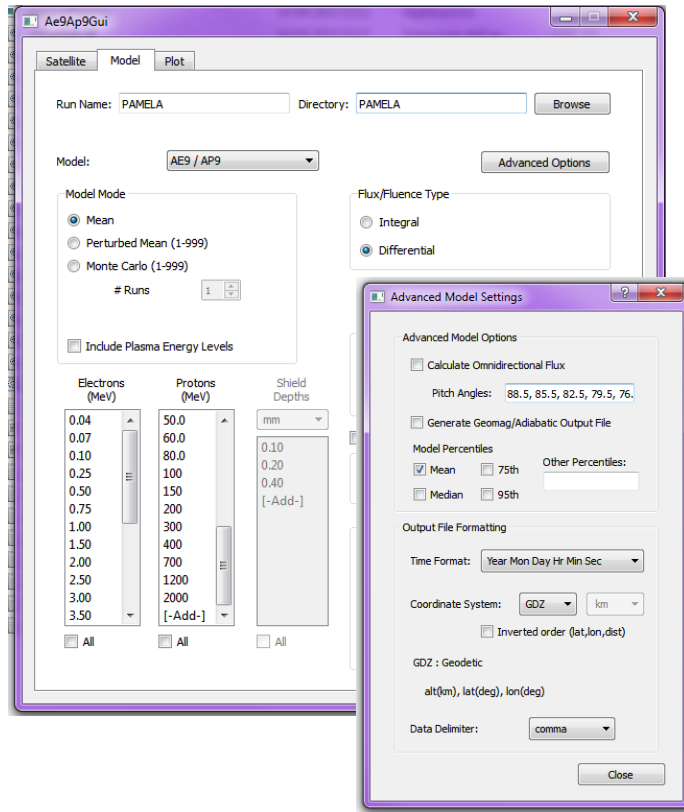 Ae9Ap9Gui
Satellite Model Plot
Run Name: PAMELA Directory: PAMELA Browse
Model: AE9 / AP9 Advanced Options
Model Mode
Mean
Perturbed Mean (1-999)
Monte Carlo (1-999)
# Runs 1
Include Plasma Energy Levels
Flux/Fluence Type
Integral
Differential
Electrons
(MeV)
0.04
0.07
0.10
0.25
0.50
0.75
1.00
1.50
2.00
2.50
3.00
3.50
All
Protons
(MeV)
50.0
60.0
80.0
100
150
200
300
400
700
1200
2000
[-Add-]
All
Shield
Depths
mm
0.10
0.20
0.40
[-Add-]
All
Advanced Model Settings
Advanced Model Options
Calculate Omnidirectional Flux
Pitch Angles: 88.5, 85.5, 82.5, 79.5, 76.
Generate Geomag/Adiabatic Output File
Model Percentiles
Mean 75th Other Percentiles:
Median 95th
Output File Formatting
Time Format: Year Mon Day Hr Min Sec
Coordinate System: GDZ km
Inverted order (lat,lon,dist)
GDZ : Geodetic
alt(km), lat(deg), lon(deg)
Data Delimiter: comma
Close